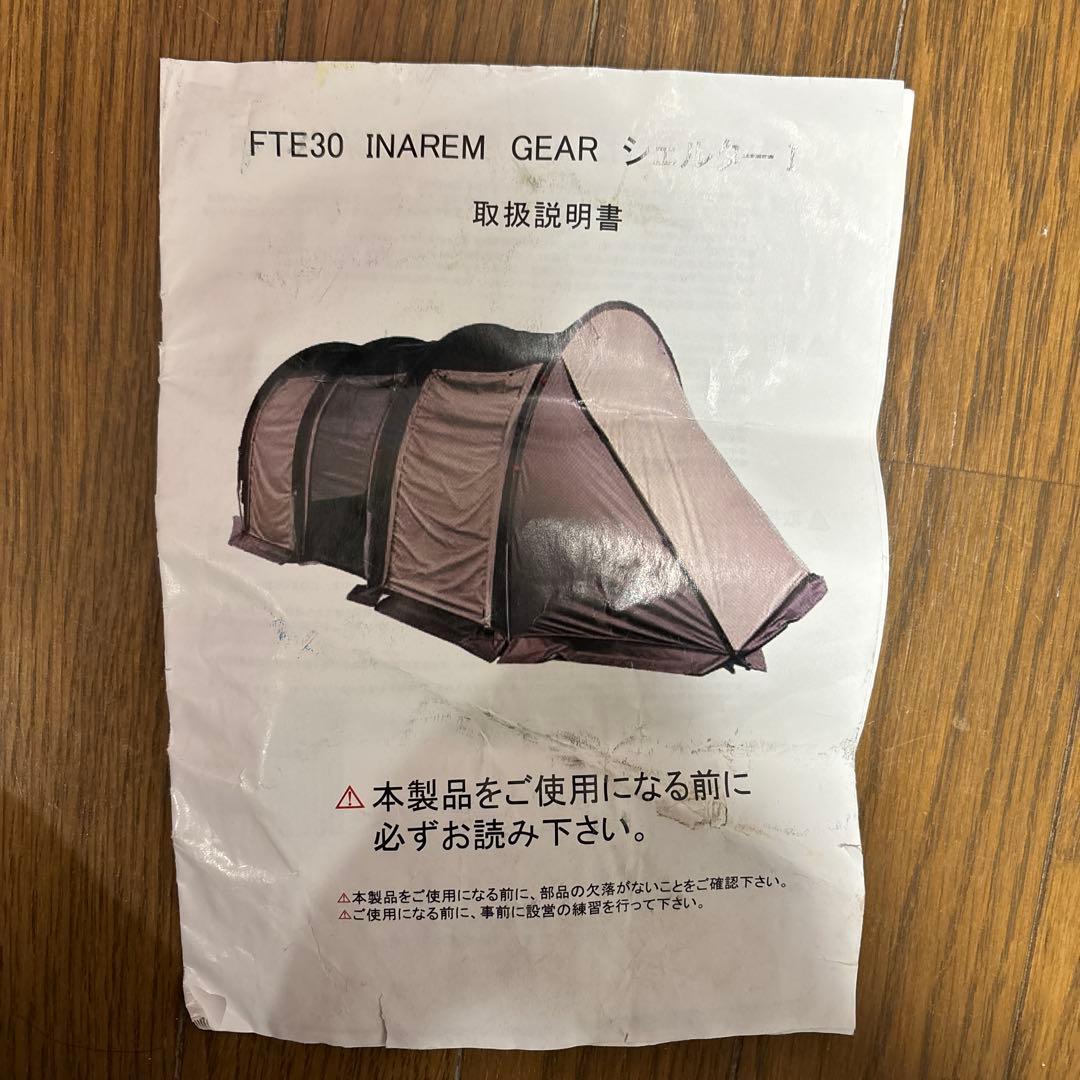 FTE30 INAREM GEAR シェルター
取扱説明書
⚠本製品をご使用になる前に
必ずお読み下さい。
⚠本製品をご使用になる前に、部品の欠落がないことをご確認下さい。
⚠ご使用になる前に、事前に設営の練習を行って下さい。